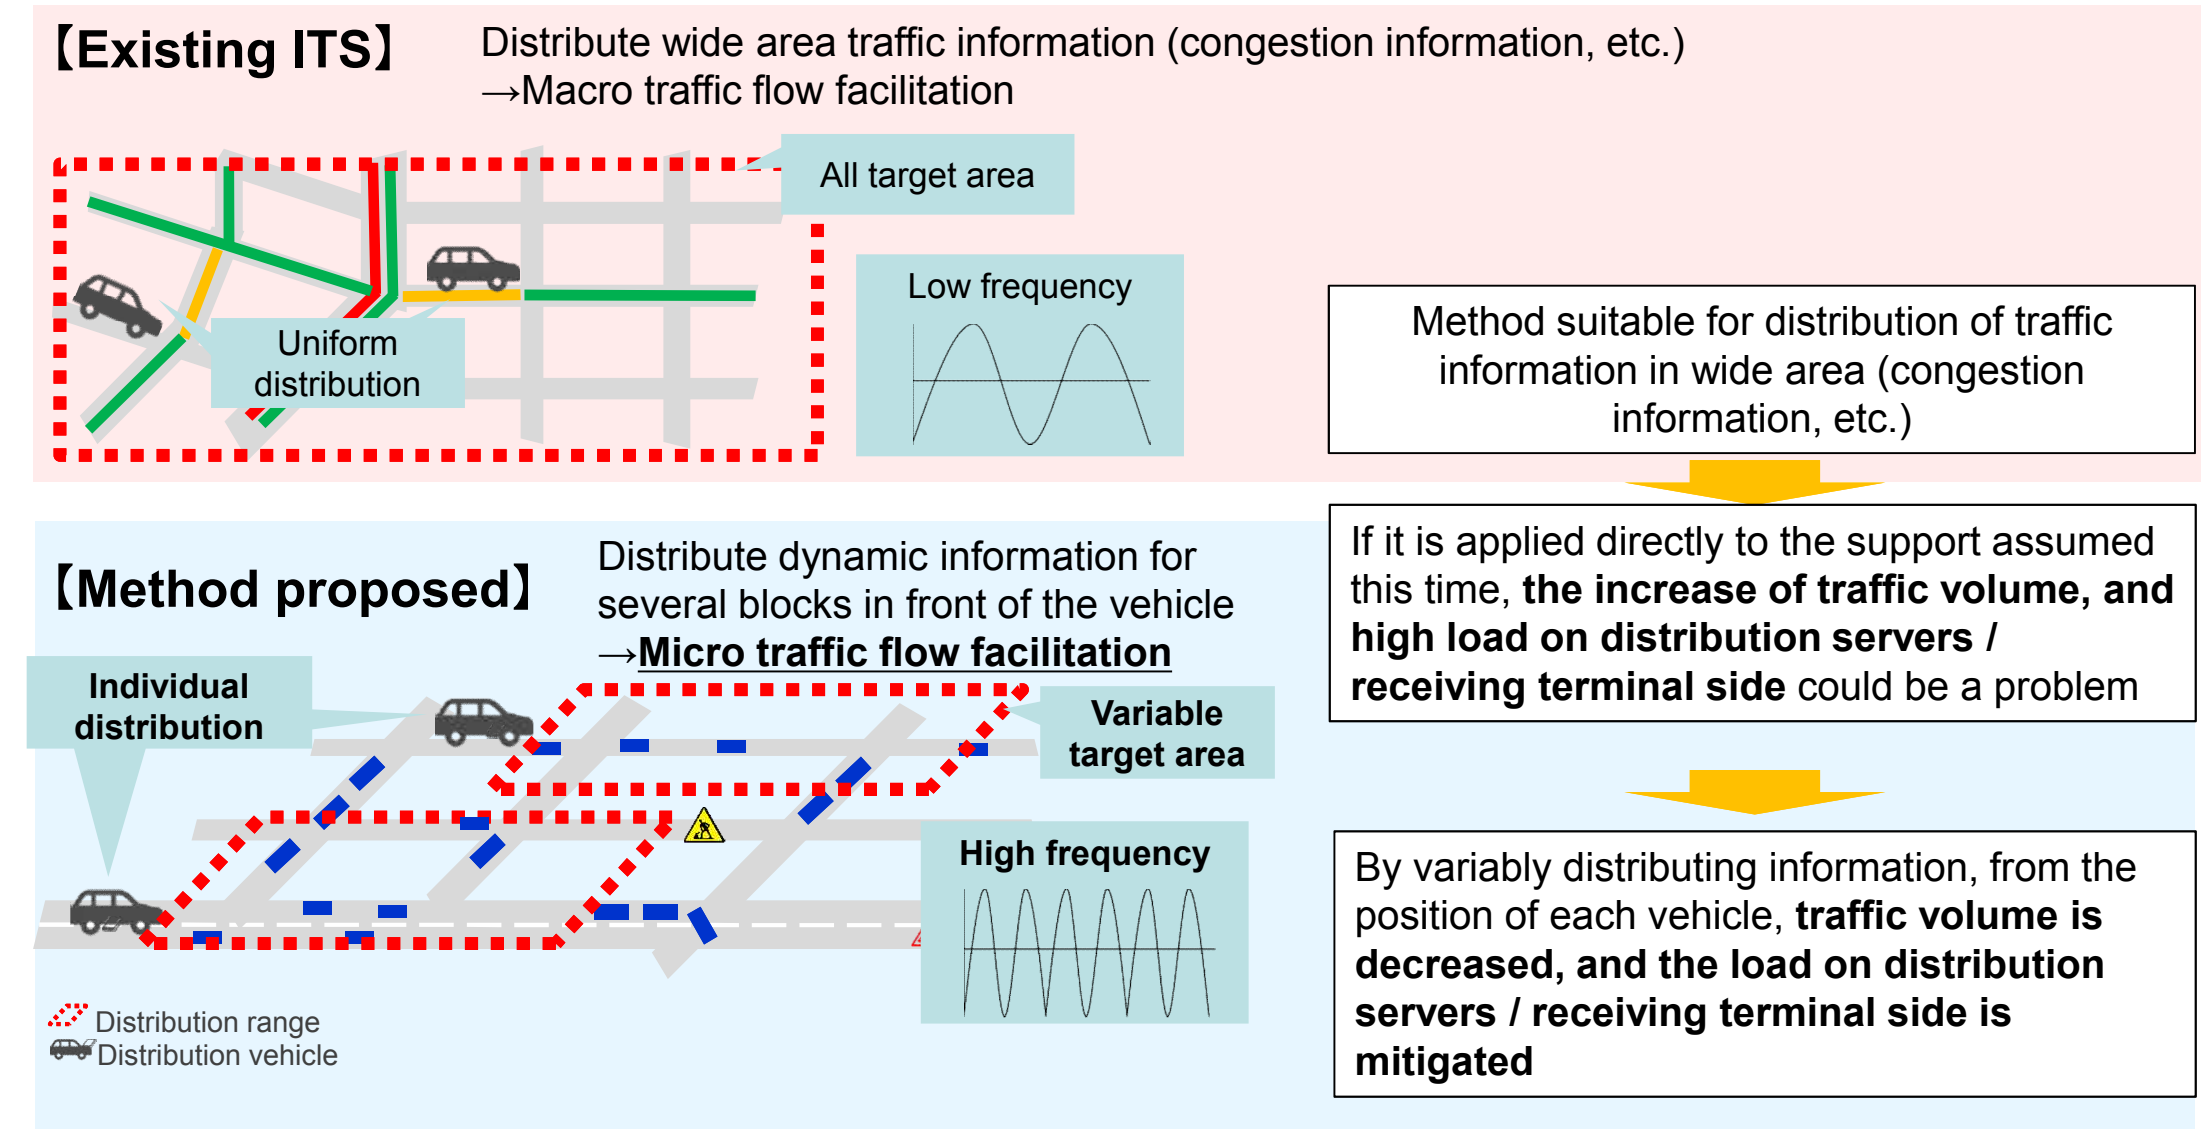 【Existing ITS】
Distribute wide area traffic information (congestion information, etc.)
→Macro traffic flow facilitation
All target area
Uniform
distribution
Low frequency
Method suitable for distribution of traffic
information in wide area (congestion
information, etc.)
If it is applied directly to the support assumed
this time, the increase of traffic volume, and
high load on distribution servers /
receiving terminal side could be a problem
【Method proposed】
Distribute dynamic information for
several blocks in front of the vehicle
→Micro traffic flow facilitation
Individual
distribution
Variable
target area
High frequency
By variably distributing information, from the
position of each vehicle, traffic volume is
decreased, and the load on distribution
servers / receiving terminal side is
mitigated
Distribution range
Distribution vehicle